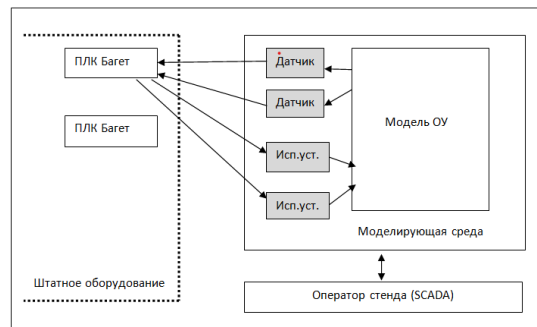 ПЛК Багет
Датчик
Датчик
ПЛК Багет
Модель ОУ
Исп.уст.
Исп.уст.
Моделирующая среда
Штатное оборудование
Оператор стенда (SCADA)